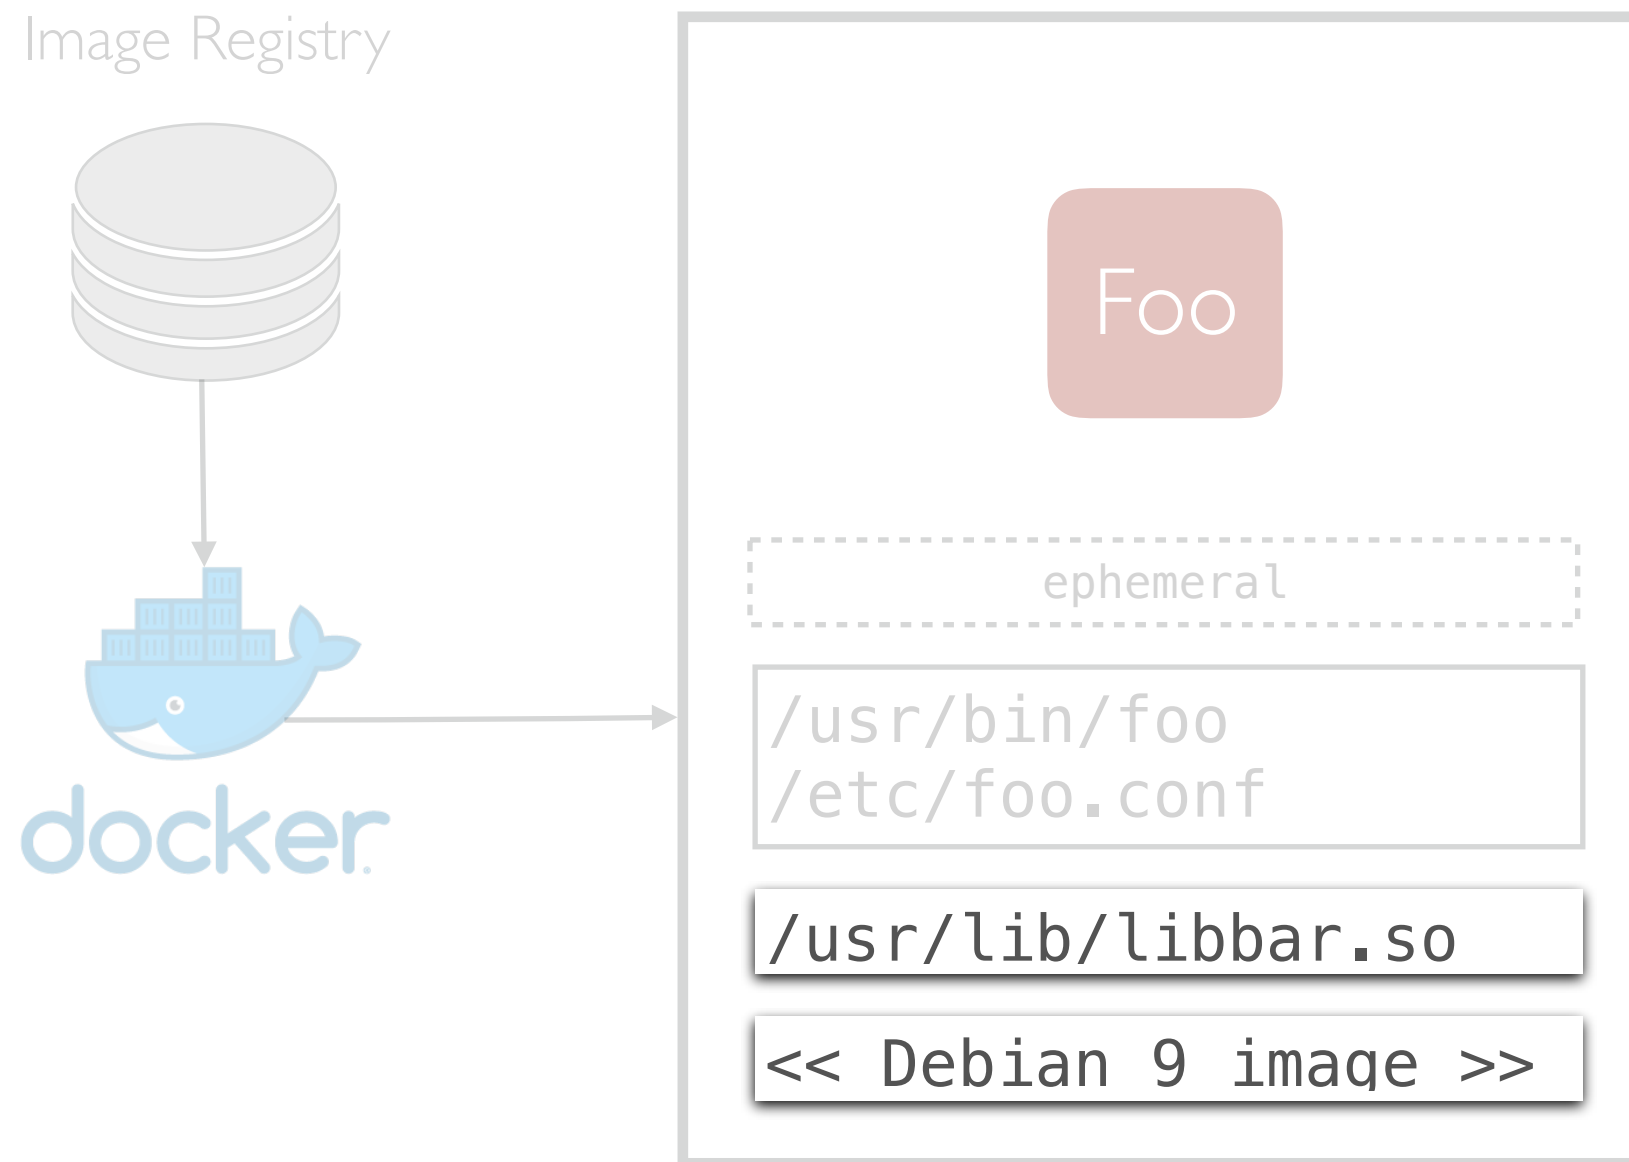 Image Registry
Foo
ephemeral
/usr/bin/foo
/etc/foo.conf
docker
/usr/lib/libbar.so
<< Debian 9 image >>